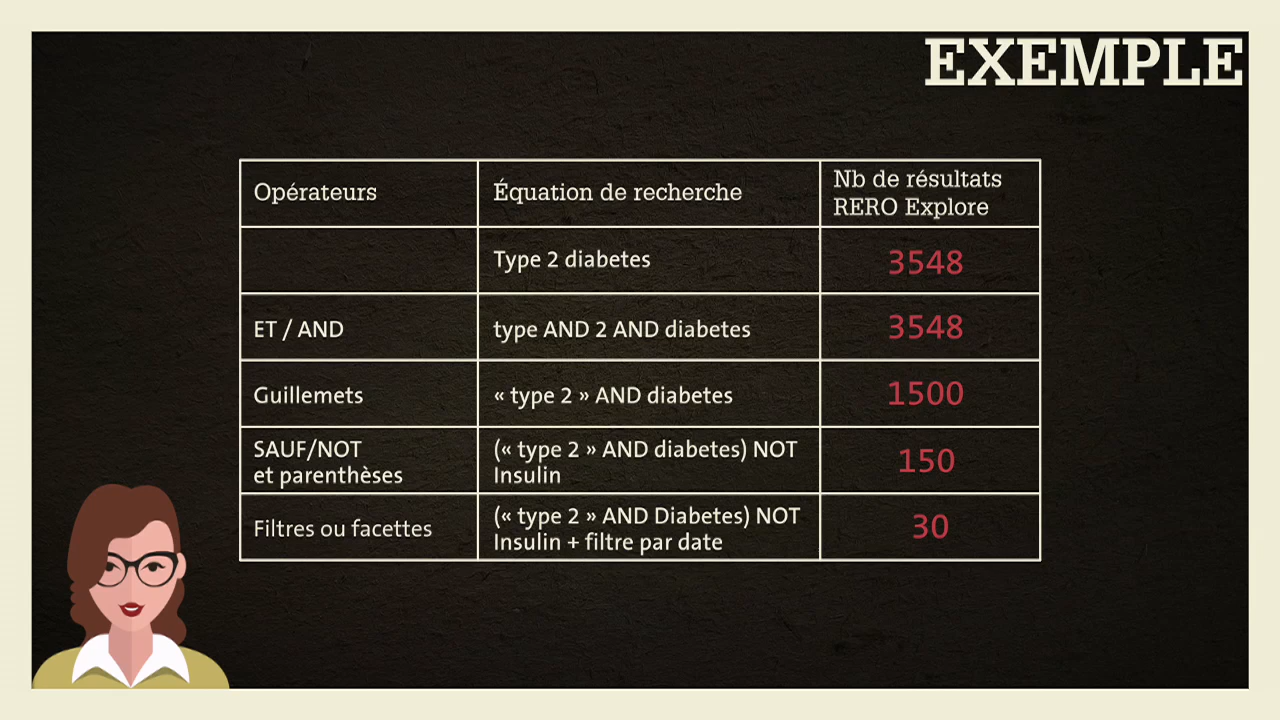 EXEMPLE
Opérateurs
Équation de recherche
Nb de résultats
RERO Explore
Type 2 diabetes
3548
ET / AND
type AND 2 AND diabetes
3548
Guillemets
« type 2 » AND diabetes
1500
SAUF/NOT
et parenthèses
(« type 2 » AND diabetes) NOT
Insulin
150
Filtres ou facettes
(« type 2 » AND Diabetes) NOT
Insulin + filtre par date
30